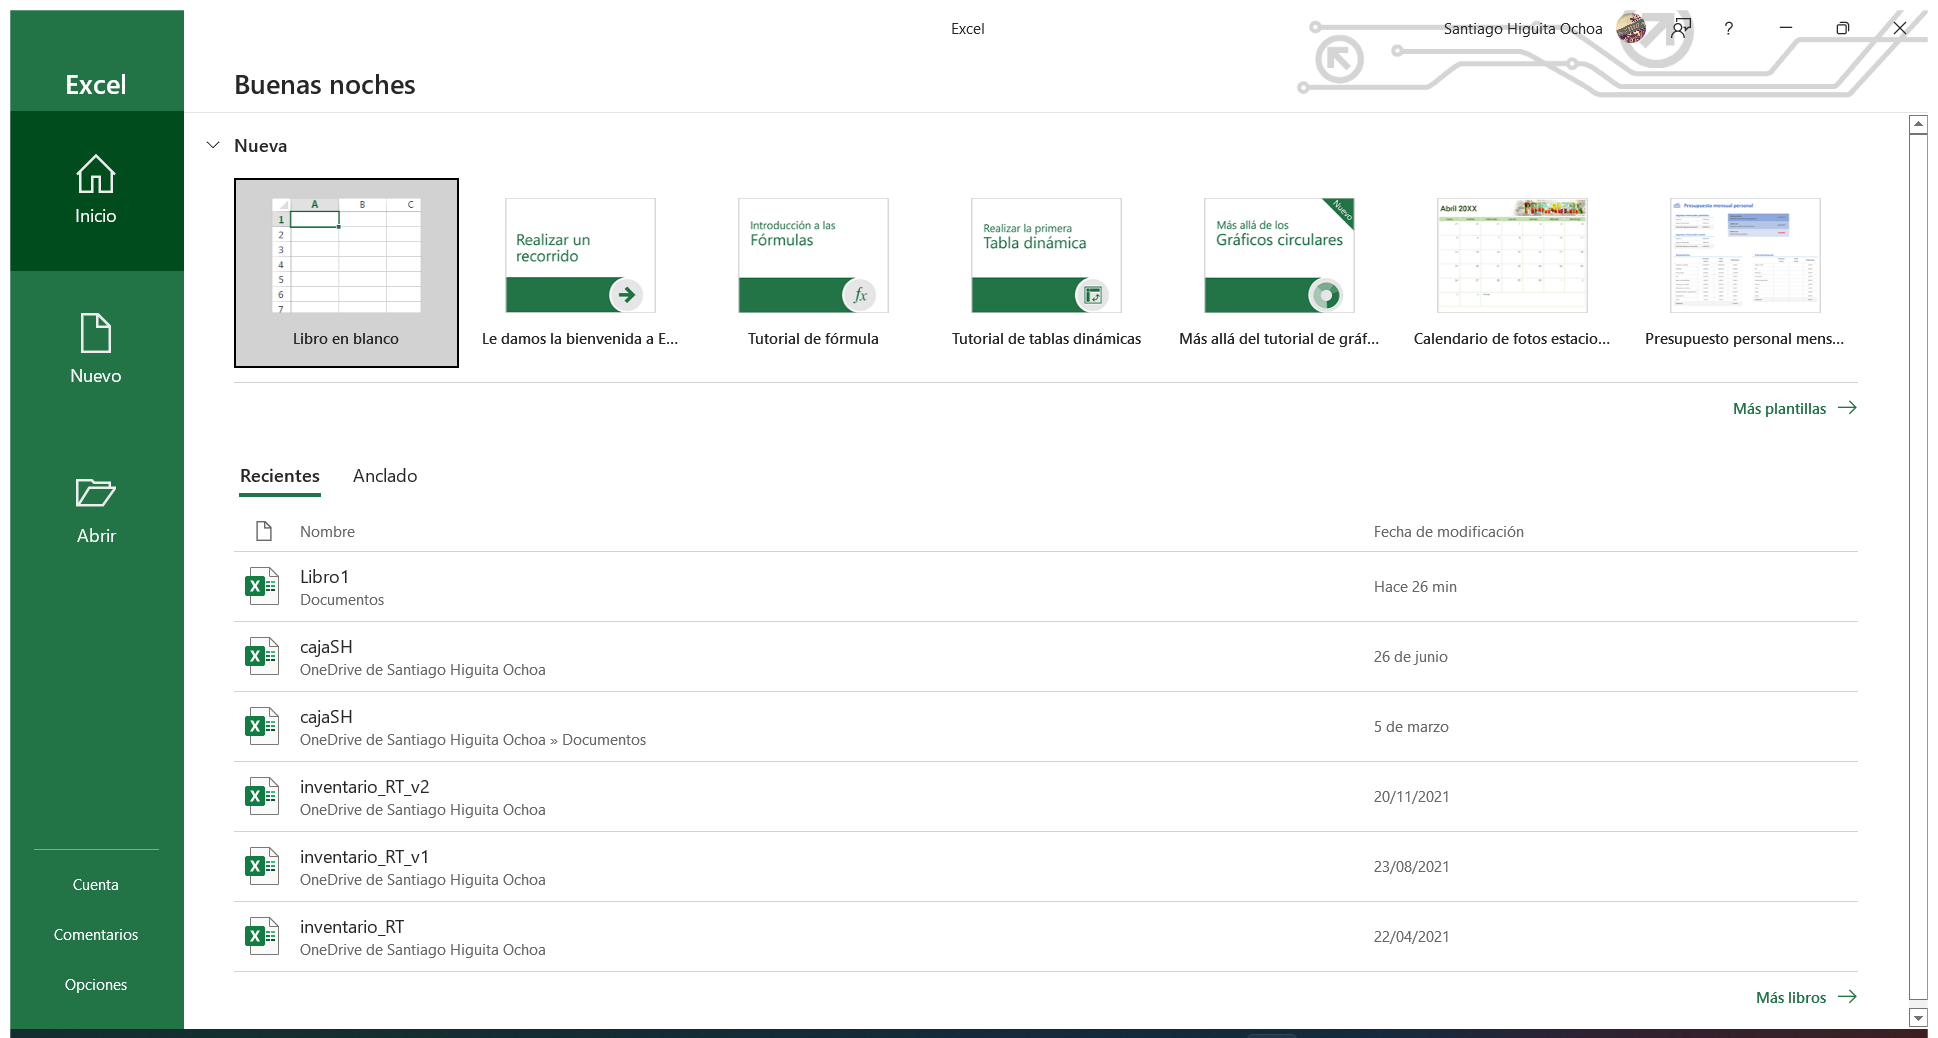 Excel
Santiago Higuita Ochoa
?
Excel
Buenas noches
Inicio
Nuevo
Abrir
Cuenta
Comentarios
Opciones
Nueva
A B C
1
2
3
4
5
6
7
Libro en blanco
Realizar un
recorrido
Le damos la bienvenida a E...
Introducción a las
Fórmulas
fx
Tutorial de fórmula
Realizar la primera
Tabla dinámica
Tutorial de tablas dinámicas
Nuevo
Más allá de los
Gráficos circulares
Más allá del tutorial de gráf...
Abril 20XX
Calendario de fotos estacio...
Presupuesto mensual personal
Presupuesto personal mens...
Más plantillas
Recientes Anclado
Nombre Fecha de modificación
Libro1
Documentos
Hace 26 min
cajaSH
OneDrive de Santiago Higuita Ochoa
26 de junio
cajaSH
OneDrive de Santiago Higuita Ochoa » Documentos
5 de marzo
inventario_RT_v2
OneDrive de Santiago Higuita Ochoa
20/11/2021
inventario_RT_v1
OneDrive de Santiago Higuita Ochoa
23/08/2021
inventario_RT
OneDrive de Santiago Higuita Ochoa
22/04/2021
Más libros